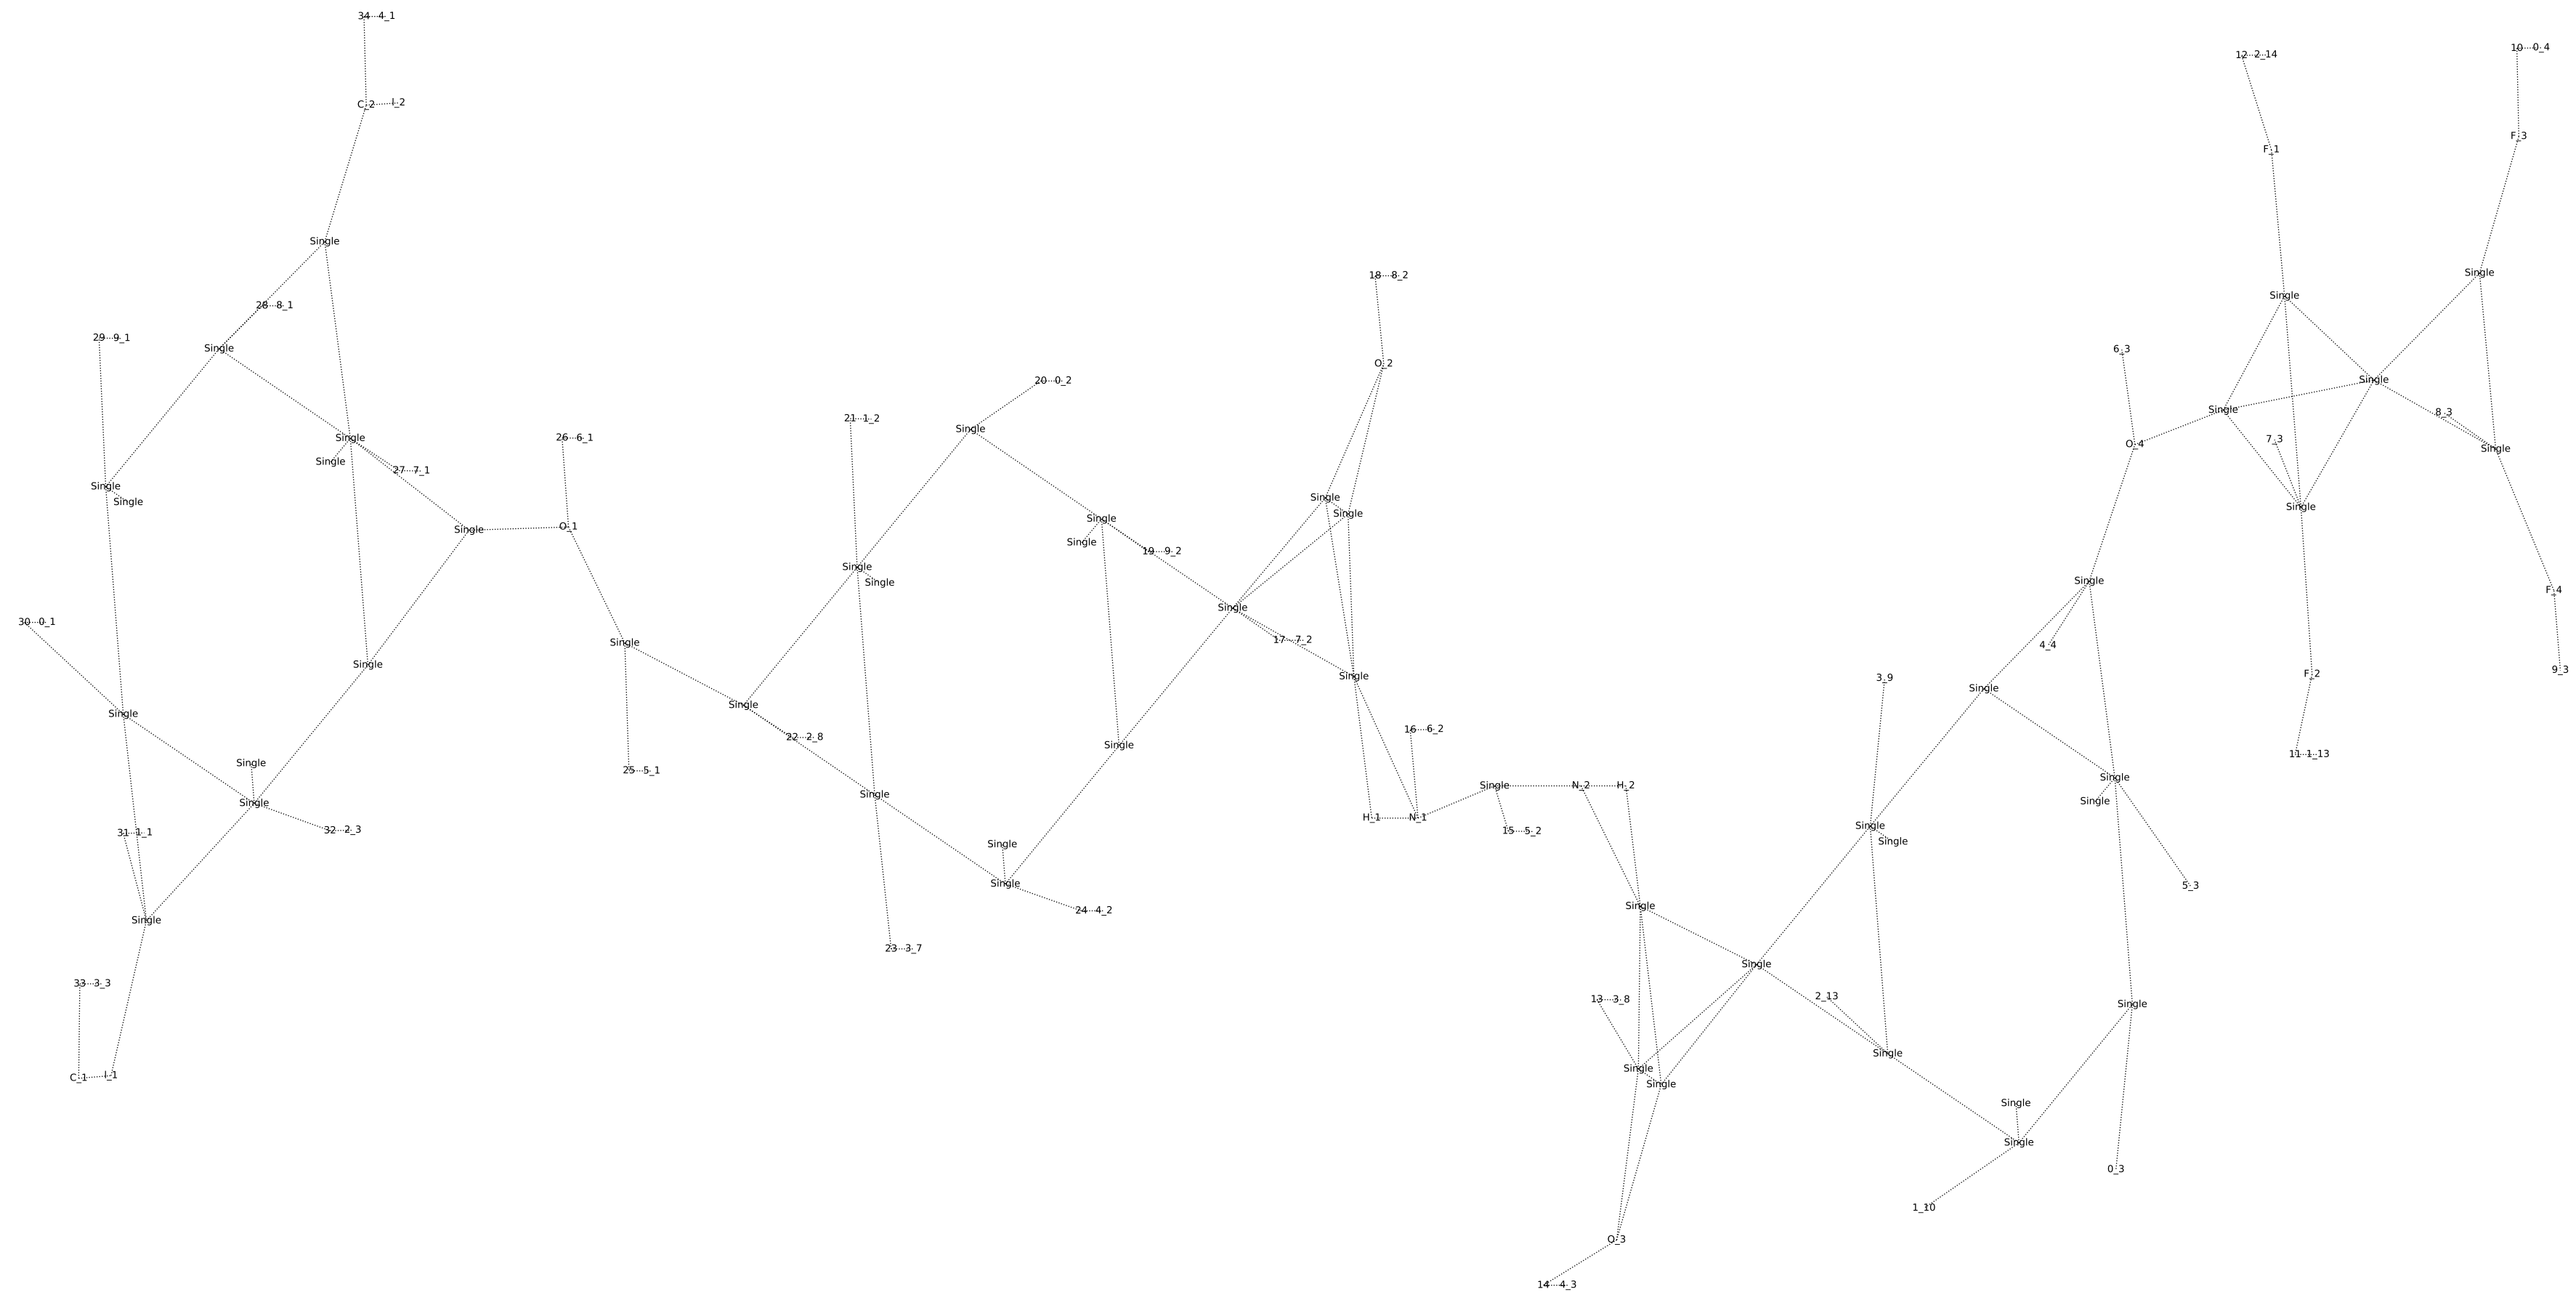 34 4_1
10 0_4
12 2_14
C_2 I_2
F_3
F_1
Single
Single
18 8_2
Single
28 8_1
29 9_1
Single
6_3
O_2
20 0_2
Single
Single
8_3
21 1_2
Single
26 6_1
Single
7_3
O_4
Single
Single
27 7_1
Single
Single
Single
Single
Single
Single
Single
O_1
Single
Single
19 9_2
Single
Single
Single
F_4
Single
30 0_1
17 7_2
Single
4_4
Single
9_3
F_2
Single
3_9
Single
Single
Single
16 6_2
22 2_8
Single
11 1_13
Single
25 5_1
Single
Single
N_2 H_2
Single
Single
Single
H_1 N_1
Single
31 1_1
32 2_3
15 5_2
Single
Single
Single
5_3
Single
24 4_2
Single
23 3_7
Single
33 3_3
2_13
13 3_8
Single
Single
Single
C_1 I_1
Single
Single
Single
0_3
1_10
O_3
14 4_3